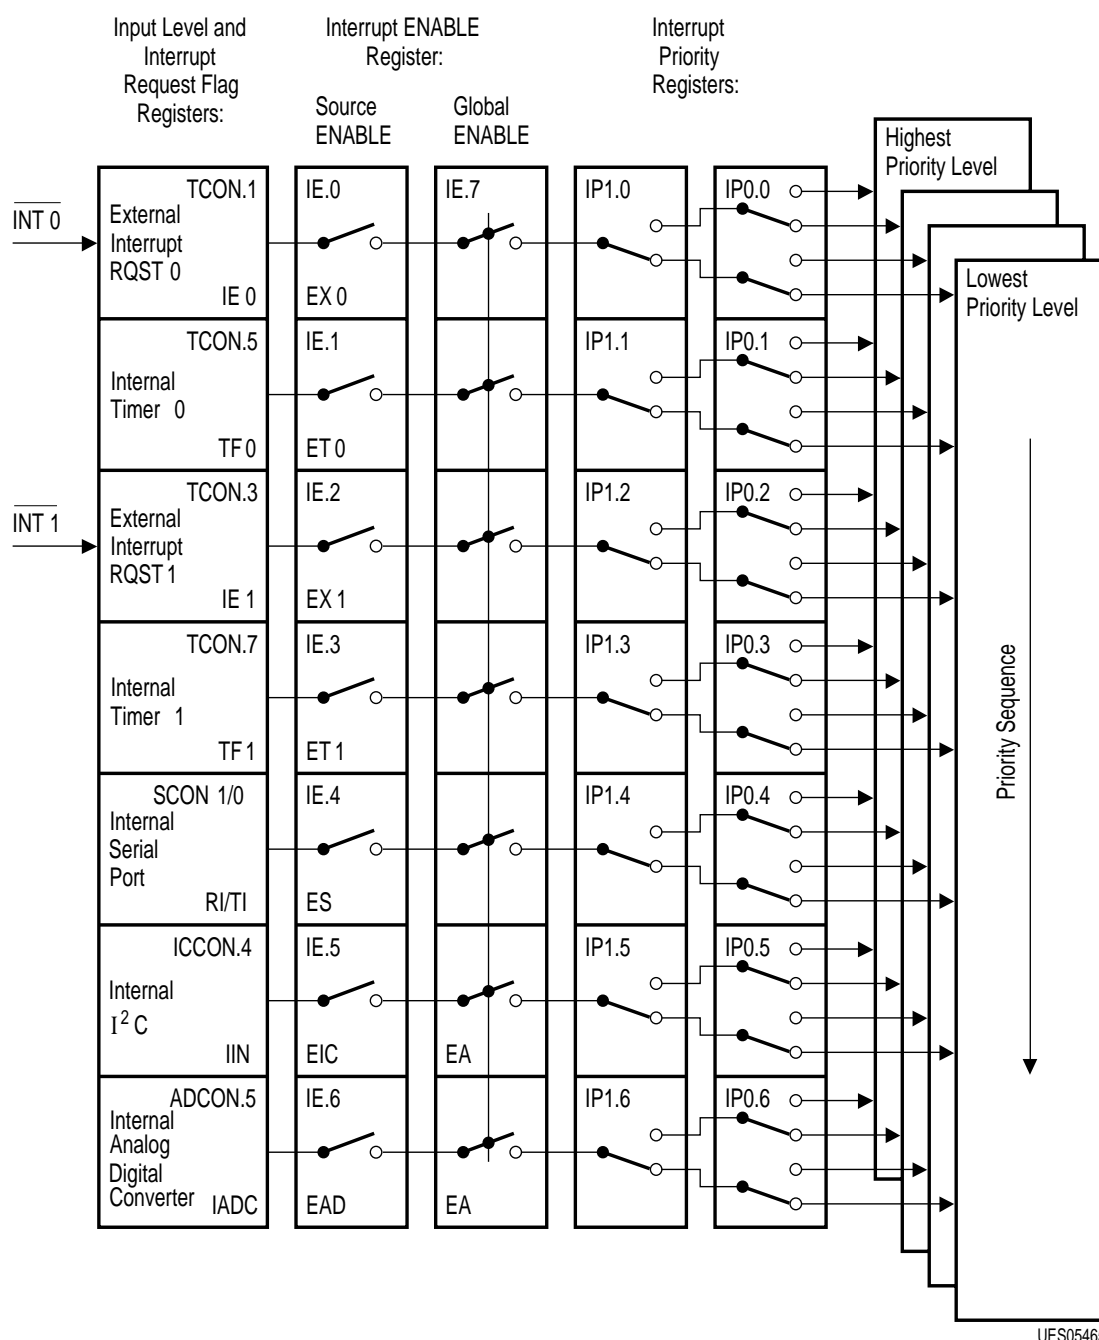 Input Level and
Interrupt
Request Flag
Registers:
Interrupt ENABLE
Register:
Source
ENABLE
Global
ENABLE
Interrupt
Priority
Registers:
Highest
Priority Level
Lowest
Priority Level
Priority Sequence
INT 0
TCON.1
External
Interrupt
RQST 0
IE 0
IE.0
EX 0
IE.7
IP1.0
IP0.0
TCON.5
Internal
Timer 0
TF 0
IE.1
ET 0
IP1.1
IP0.1
INT 1
TCON.3
External
Interrupt
RQST 1
IE 1
IE.2
EX 1
IP1.2
IP0.2
TCON.7
Internal
Timer 1
TF 1
IE.3
ET 1
IP1.3
IP0.3
SCON 1/0
Internal
Serial
Port
RI/TI
IE.4
ES
IP1.4
IP0.4
ICCON.4
Internal
I² C
IIN
IE.5
EIC
EA
IP1.5
IP0.5
ADCON.5
Internal
Analog
Digital
Converter
IADC
IE.6
EAD
EA
IP1.6
IP0.6